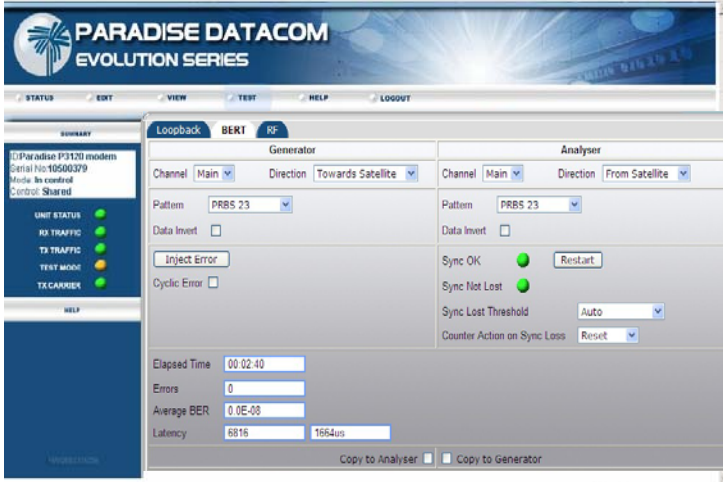 PARADISE DATACOM
EVOLUTION SERIES
STATUS EDIT VIEW TEST HELP LOGOUT
SUMMARY
ID:Paradise P3120 modem
Serial No:10500379
Mode: In control
Control: Shared
UNIT STATUS
RX TRAFFIC
TX TRAFFIC
TEST MODE
TX CARRIER
HELP
Loopback BERT RF
Generator
Channel Main Direction Towards Satellite
Pattern PRBS 23
Data Invert
Inject Error
Cyclic Error
Analyser
Channel Main Direction From Satellite
Pattern PRBS 23
Data Invert
Sync OK Restart
Sync Not Lost
Sync Lost Threshold Auto
Counter Action on Sync Loss Reset
Elapsed Time 00:02:40
Errors 0
Average BER 0.0E-08
Latency 6816 1664us
Copy to Analyser Copy to Generator